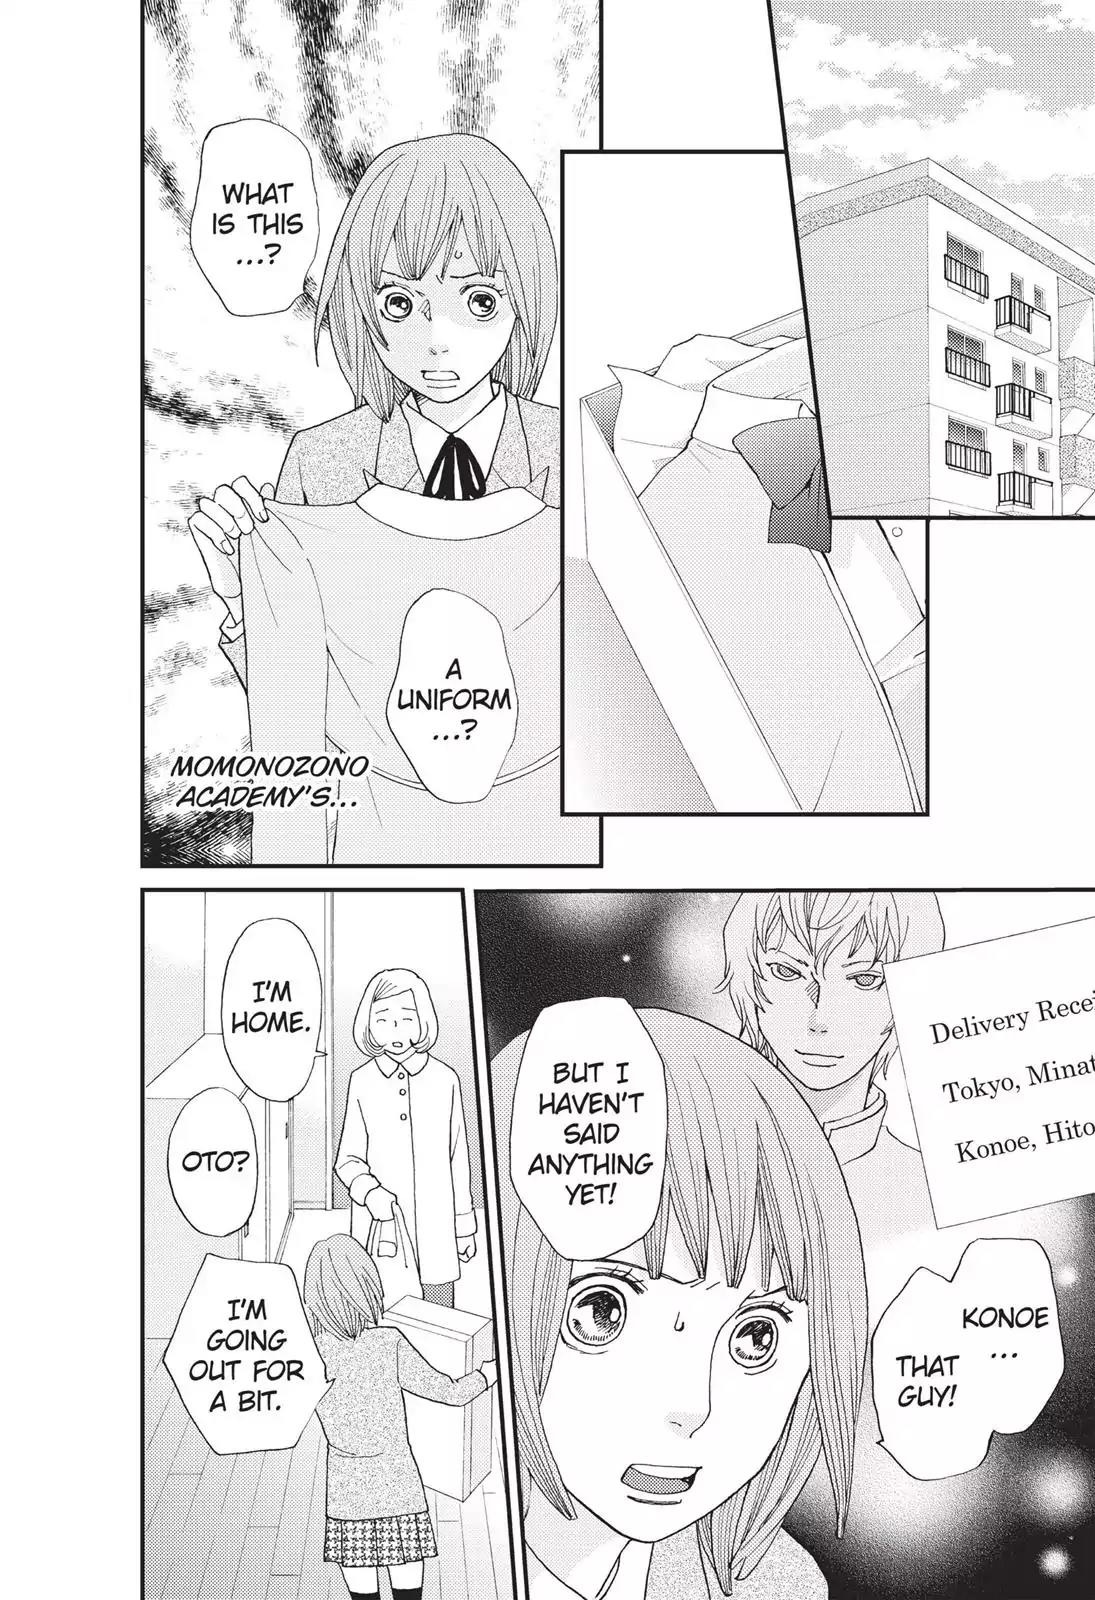 WHAT
IS THIS
...?
A
UNIFORM
...?
MOMONOZONO
ACADEMY'S...
Delivery Recei
Tokyo, Minat
Konoe, Hito
KONOE
...
THAT
GUY!
BUT I
HAVEN'T
SAID
ANYTHING
YET!
I'M
HOME.
OTO?
I'M
GOING
OUT FOR
A BIT.